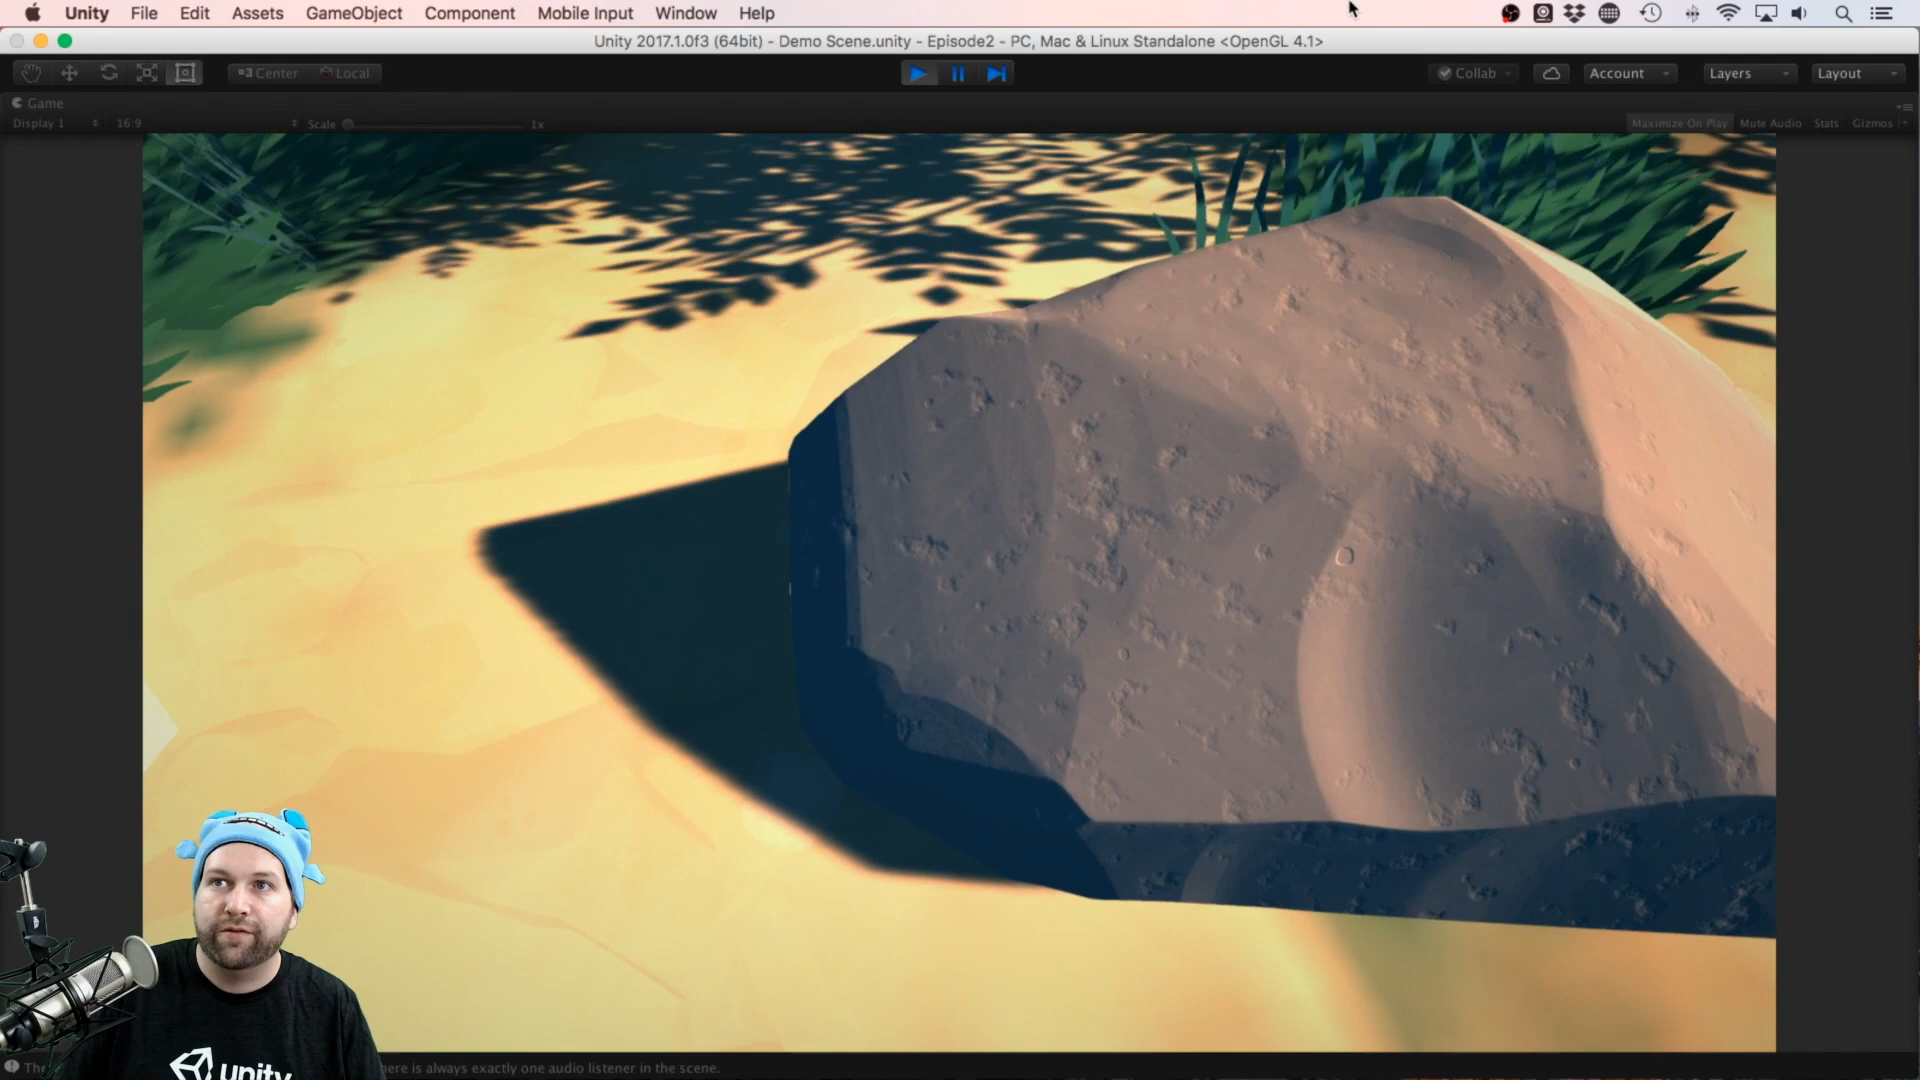 Unity File Edit Assets GameObject Component Mobile Input Window Help
Unity 2017.1.0f3 (64bit) - Demo Scene.unity - Episode2 - PC, Mac & Linux Standalone <OpenGL 4.1>
Center Local Collab Account Layers Layout
Game
Display 1 16:9 Scale 1x Maximize On Play Mute Audio Stats Gizmos
unity
The
ere is always exactly one audio listener in the scene.